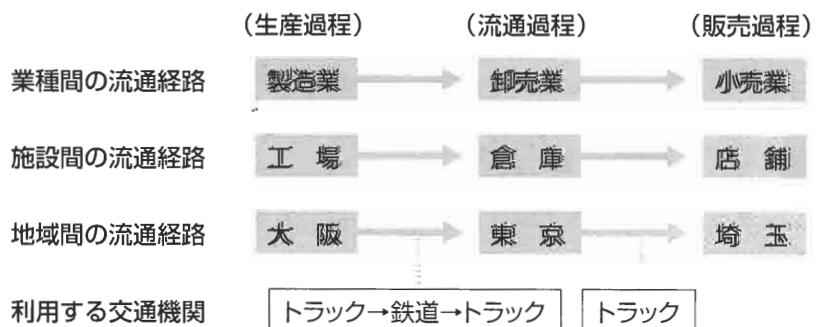 (生産過程) (流通過程) (販売過程)
業種間の流通経路 製造業 卸売業 小売業
施設間の流通経路 工 場 倉 庫 店 舗
地域間の流通経路 大 阪 東 京 埼 玉
利用する交通機関 トラック→鉄道→トラック トラック